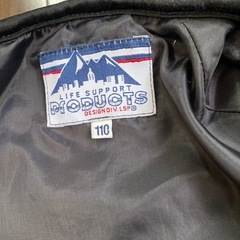 LIFE SUPPORT
PRODUCTS
DESIGN DIV. LSP®
110